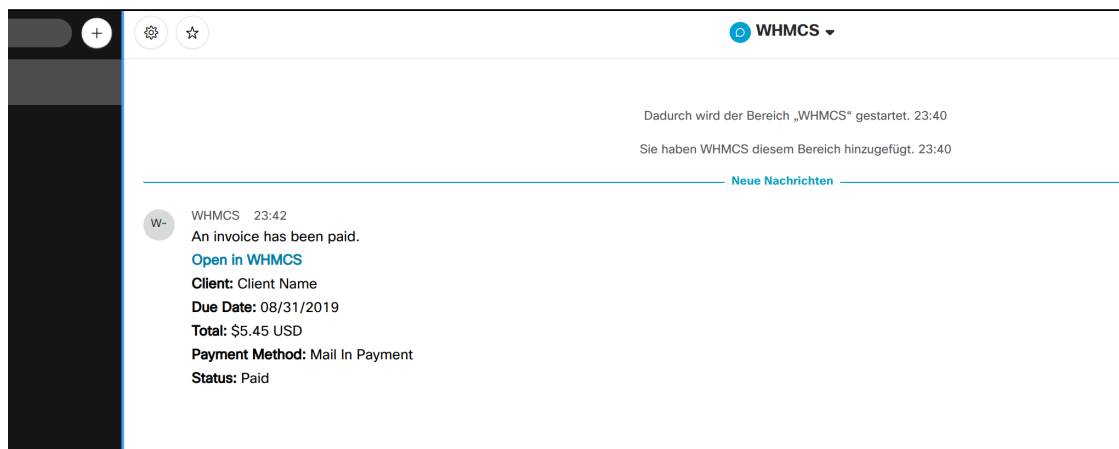 WHMCS
Dadurch wird der Bereich „WHMCS“ gestartet. 23:40
Sie haben WHMCS diesem Bereich hinzugefügt. 23:40
Neue Nachrichten
W-
WHMCS 23:42
An invoice has been paid.
Open in WHMCS
Client: Client Name
Due Date: 08/31/2019
Total: $5.45 USD
Payment Method: Mail In Payment
Status: Paid